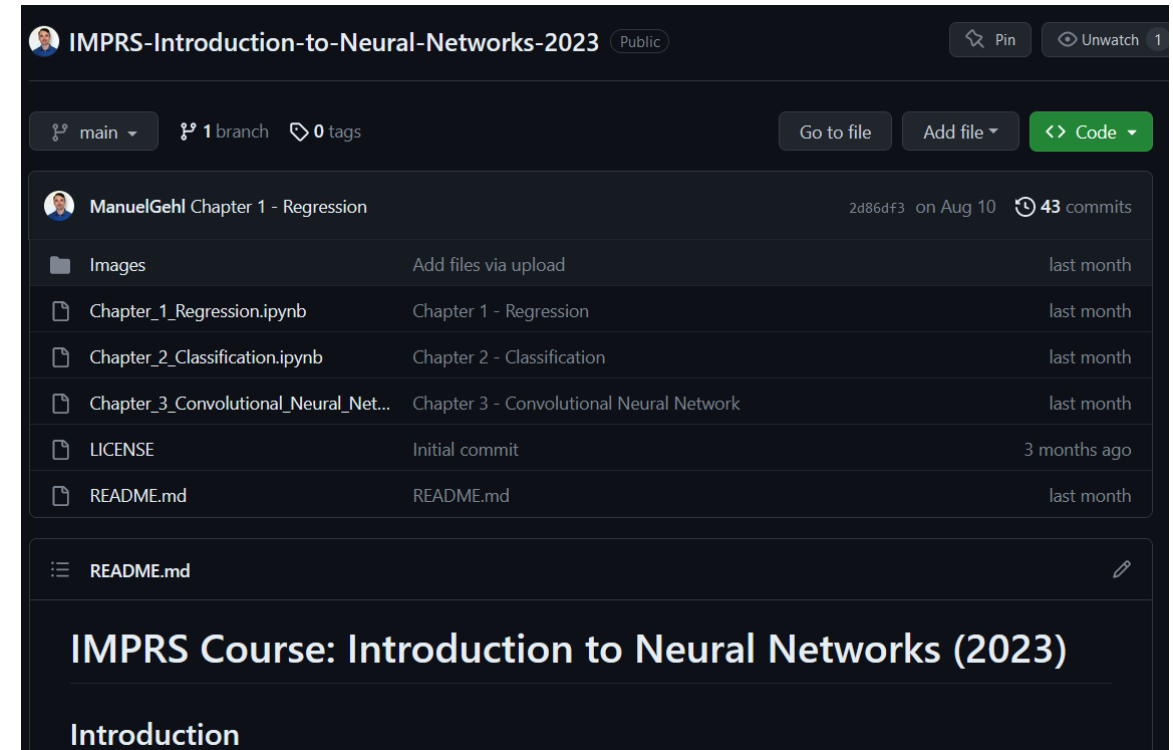 IMPRS-Introduction-to-Neural-Networks-2023 Public Pin Unwatch 1
main 1 branch 0 tags Go to file Add file <> Code
ManuelGehl Chapter 1 - Regression 2d86df3 on Aug 10 43 commits
Images Add files via upload last month
Chapter_1_Regression.ipynb Chapter 1 - Regression last month
Chapter_2_Classification.ipynb Chapter 2 - Classification last month
Chapter_3_Convolutional_Neural_Net... Chapter 3 - Convolutional Neural Network last month
LICENSE Initial commit 3 months ago
README.md README.md last month
README.md
IMPRS Course: Introduction to Neural Networks (2023)
Introduction